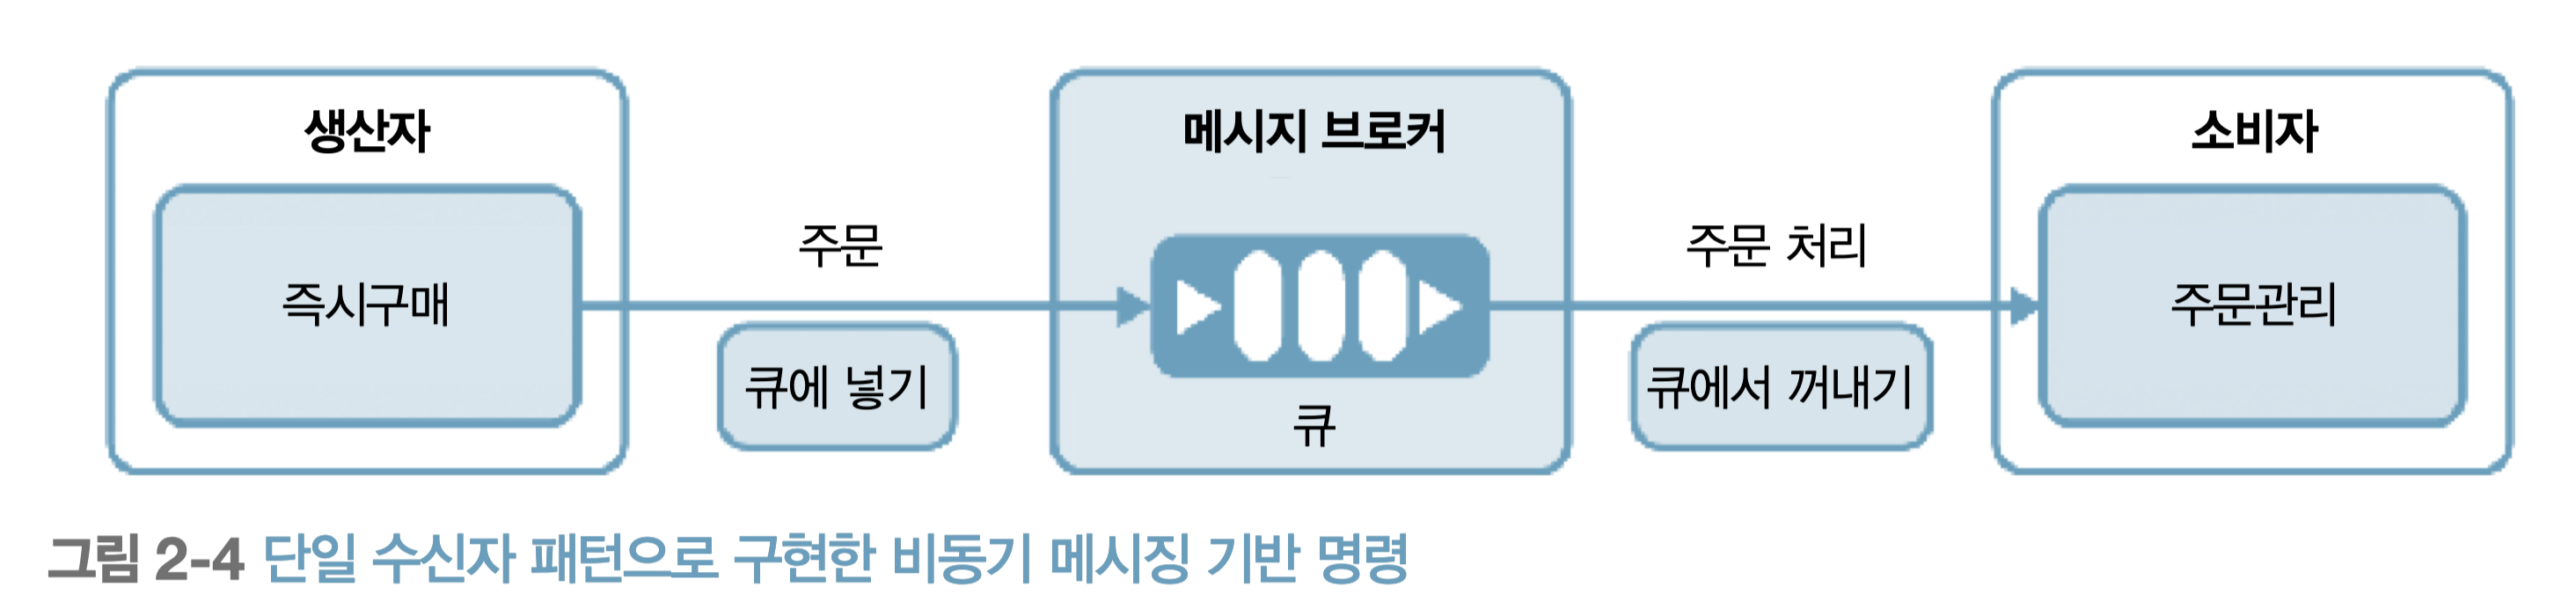 생산자
즉시구매
주문
큐에 넣기
메시지 브로커
큐
주문 처리
큐에서 꺼내기
소비자
주문관리
그림 2-4 단일 수신자 패턴으로 구현한 비동기 메시징 기반 명령